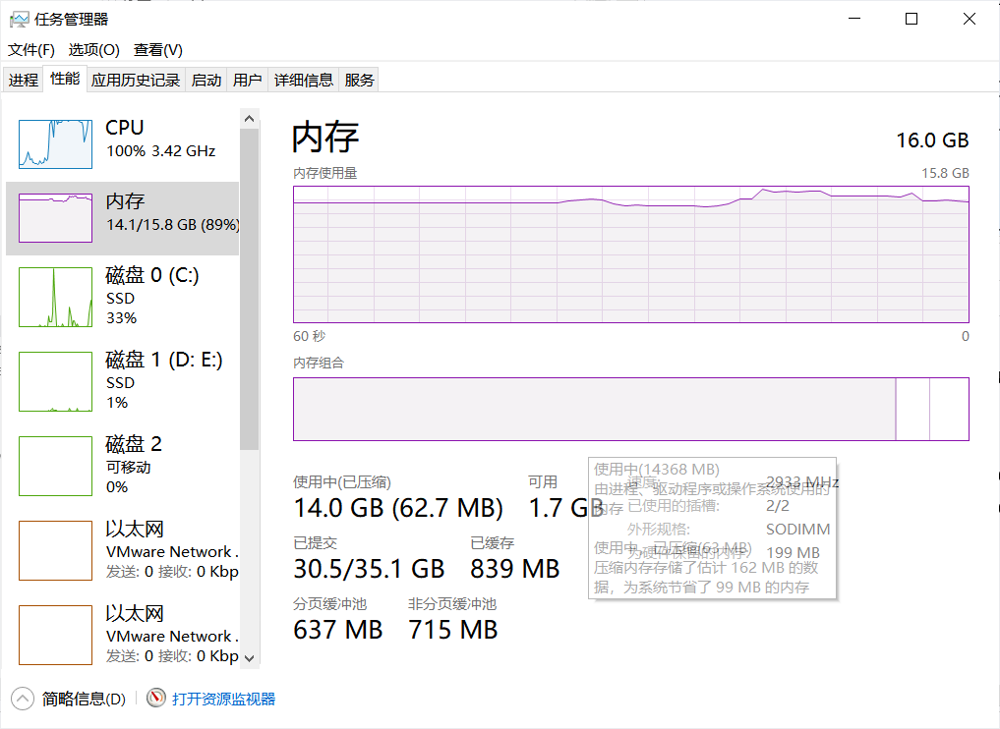 任务管理器
文件(F) 选项(O) 查看(V)
进程 性能 应用历史记录 启动 用户 详细信息 服务
CPU
100% 3.42 GHz
内存
14.1/15.8 GB (89%)
磁盘 0 (C:)
SSD
33%
磁盘 1 (D: E:)
SSD
1%
磁盘 2
可移动
0%
以太网
VMware Network .
发送: 0 接收: 0 Kbp
以太网
VMware Network .
发送: 0 接收: 0 Kbp
内存
16.0 GB
内存使用量
15.8 GB
60 秒
0
内存组合
使用中(已压缩)
14.0 GB (62.7 MB)
可用
1.7 GB
已提交
30.5/35.1 GB
已缓存
839 MB
分页缓冲池
637 MB
非分页缓冲池
715 MB
速度:
2933 MHz
已使用的插槽:
2/2
外形规格:
SODIMM
为硬件保留的内存:
199 MB
使用中(14368 MB)
由进程、驱动程序或操作系统使用的
内存
使用中，已压缩(63 MB)
压缩内存存储了估计 162 MB 的数
据，为系统节省了 99 MB 的内存
简略信息(D)
打开资源监视器